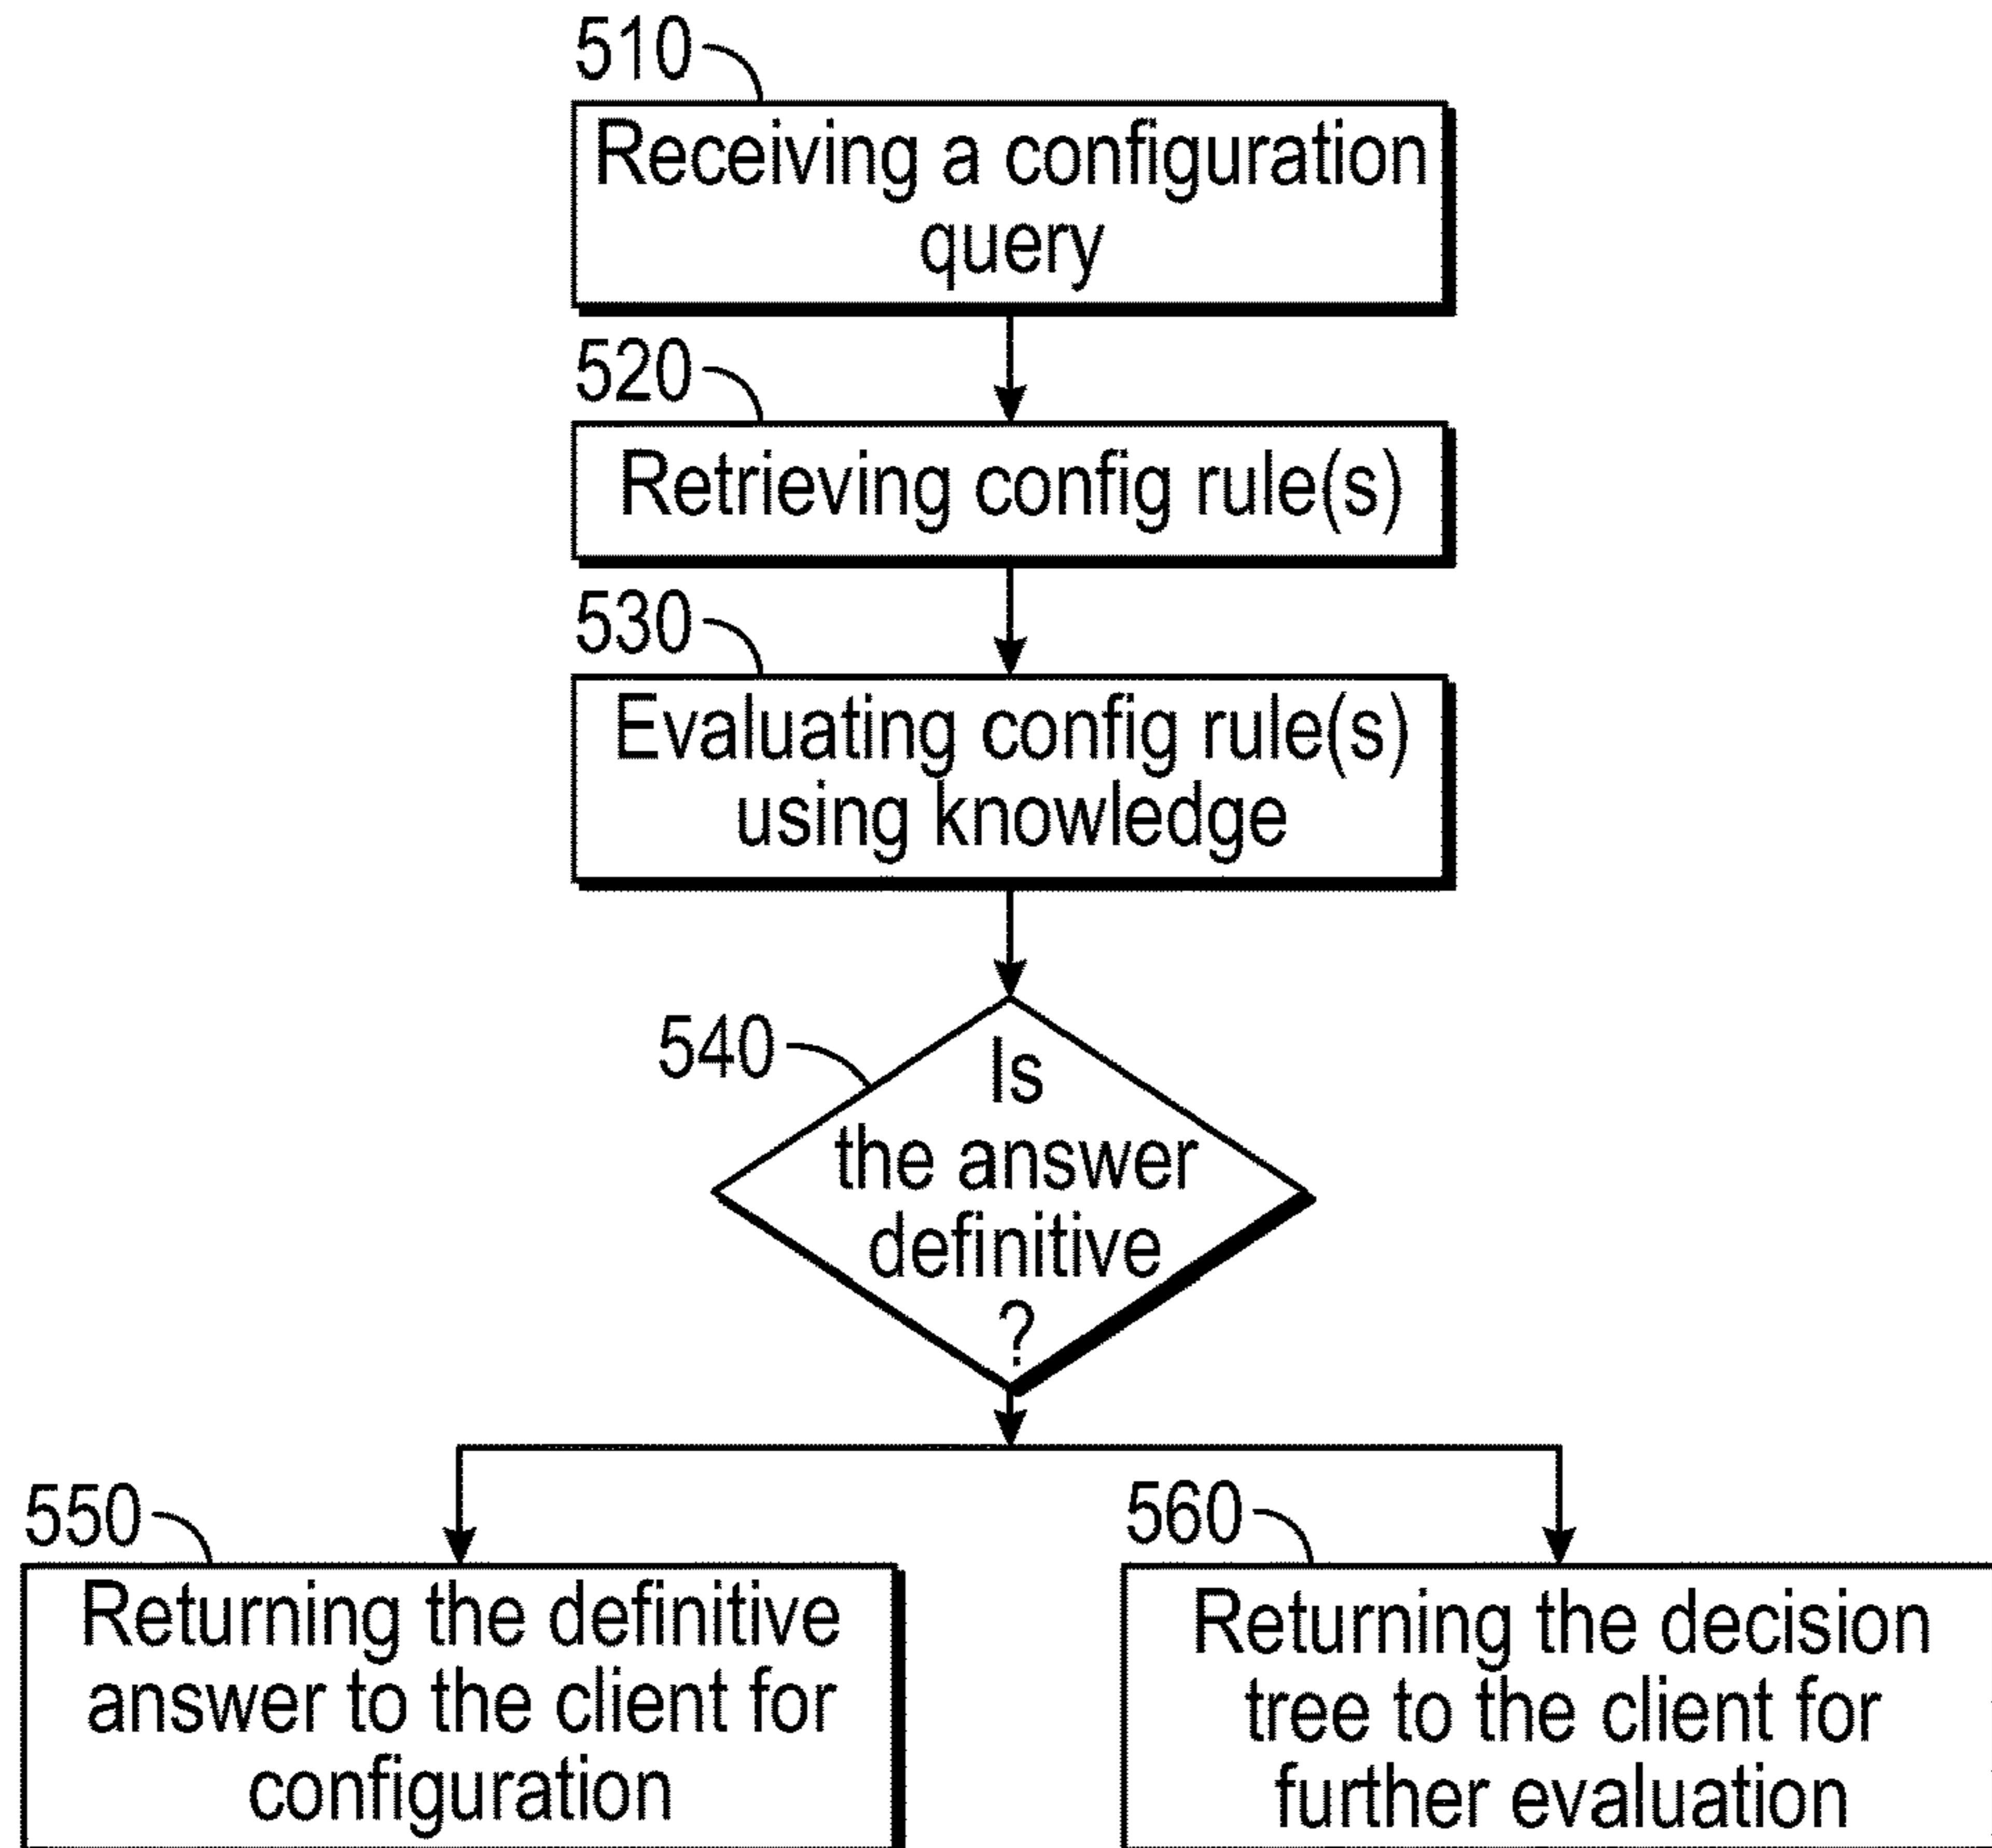 510
Receiving a configuration
query
520
Retrieving config rule(s)
530
Evaluating config rule(s)
using knowledge
540
Is
the answer
definitive
?
550
Returning the definitive
answer to the client for
configuration
560
Returning the decision
tree to the client for
further evaluation